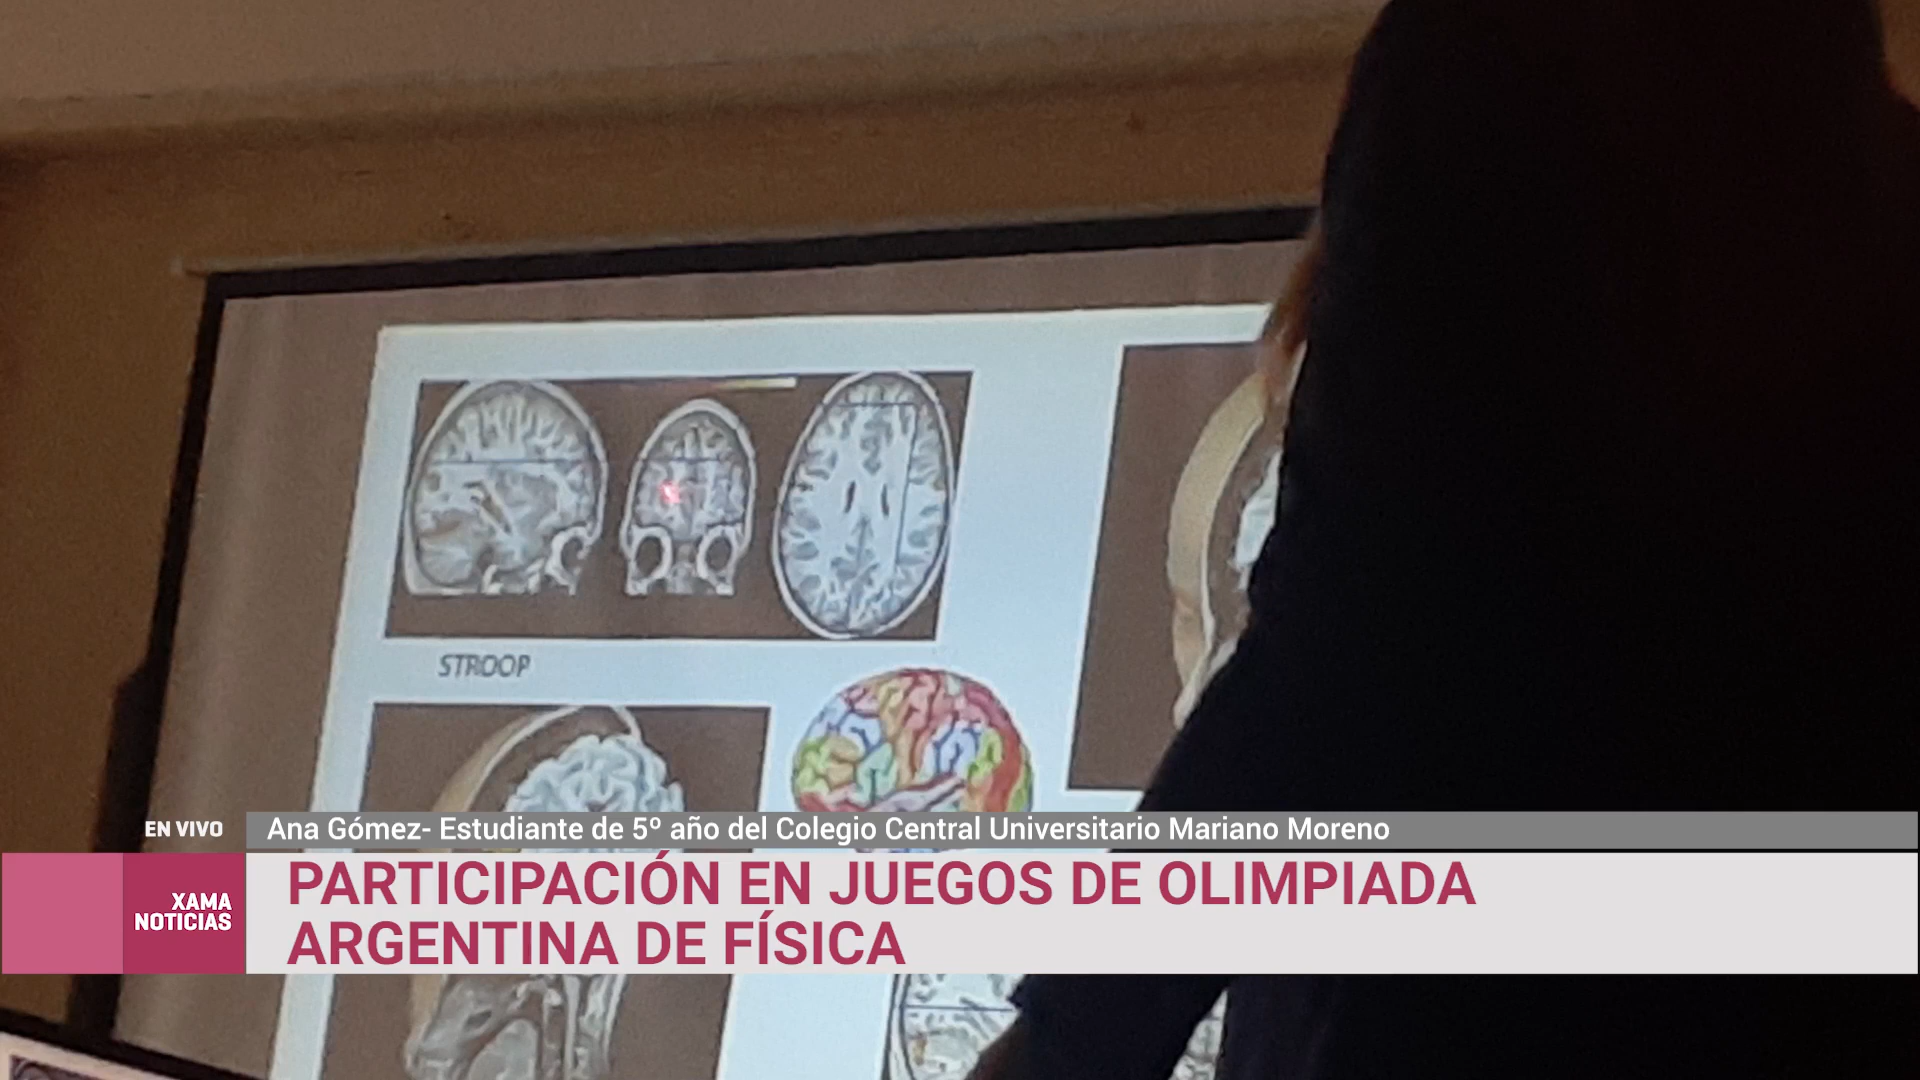 STROOP
EN VIVO
Ana Gómez- Estudiante de 5º año del Colegio Central Universitario Mariano Moreno
XAMA
NOTICIAS
PARTICIPACIÓN EN JUEGOS DE OLIMPIADA
ARGENTINA DE FÍSICA